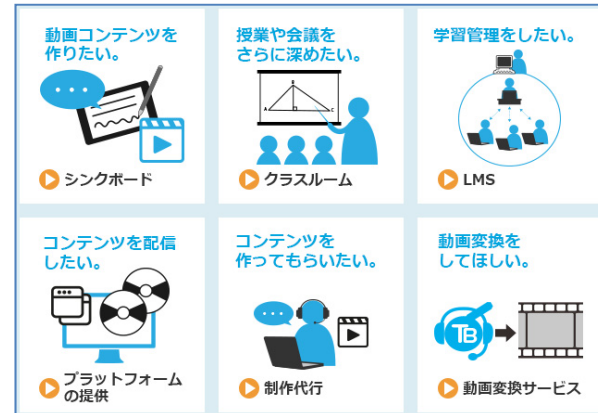 動画コンテンツを
作りたい。
シンクボード
授業や会議を
さらに深めたい。
A B C
クラスルーム
学習管理をしたい。
LMS
コンテンツを配信
したい。
プラットフォーム
の提供
コンテンツを
作ってもらいたい。
制作代行
動画変換を
してほしい。
TB
動画変換サービス